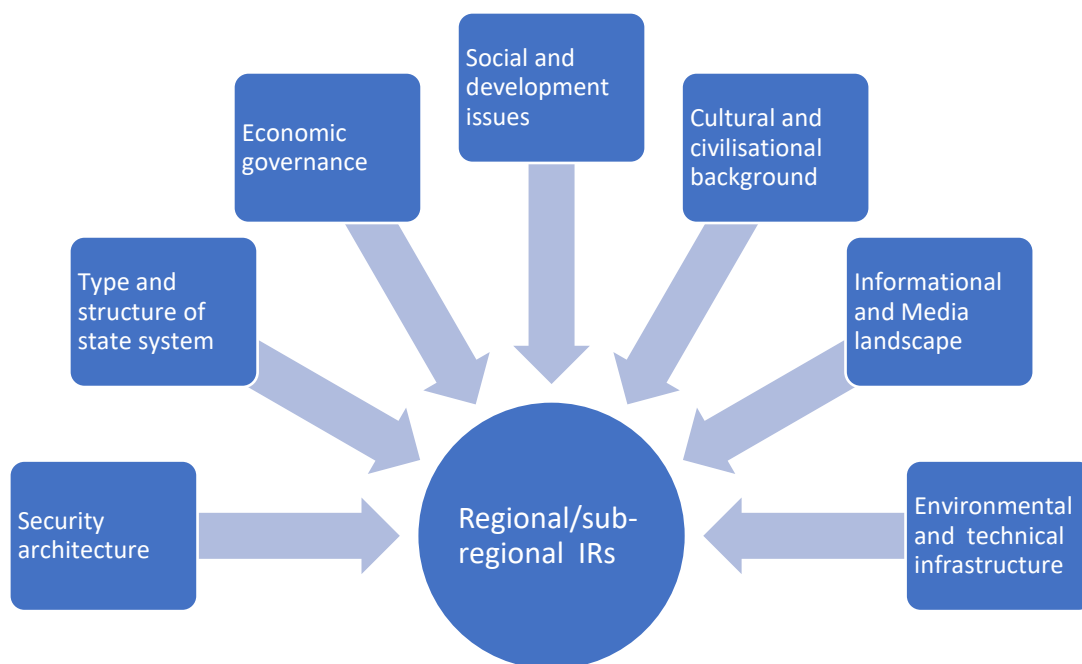 Social and
development
issues
Economic
governance
Cultural and
civilisational
background
Type and
structure of
state system
Informational
and Media
landscape
Security
architecture
Regional/sub-
regional IRs
Environmental
and technical
infrastructure